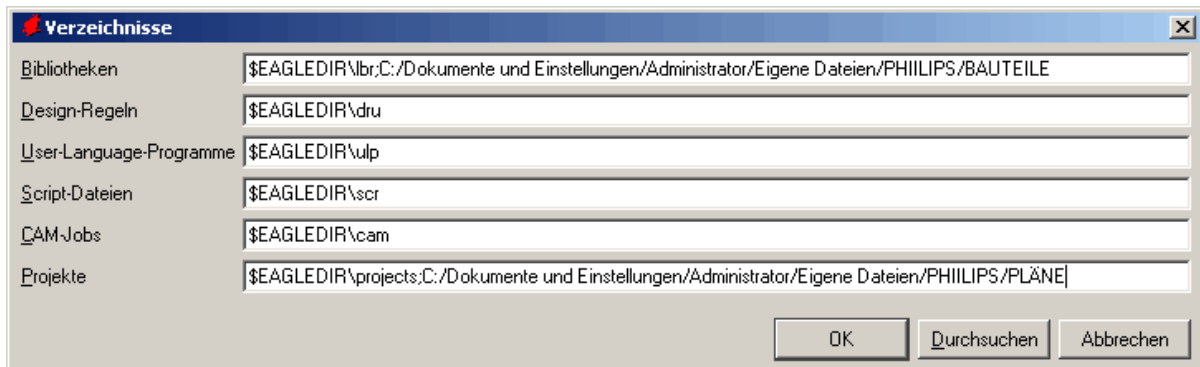 Verzeichnisse
Bibliotheken $EAGLEDIR\lbr;C:/Dokumente und Einstellungen/Administrator/Eigene Dateien/PHIILIPS/BAUTEILE
Design-Regeln $EAGLEDIR\dru
User-Language-Programme $EAGLEDIR\ulp
Script-Dateien $EAGLEDIR\scr
CAM-Jobs $EAGLEDIR\cam
Projekte $EAGLEDIR\projects;C:/Dokumente und Einstellungen/Administrator/Eigene Dateien/PHIILIPS/PLÄNE
OK Durchsuchen Abbrechen